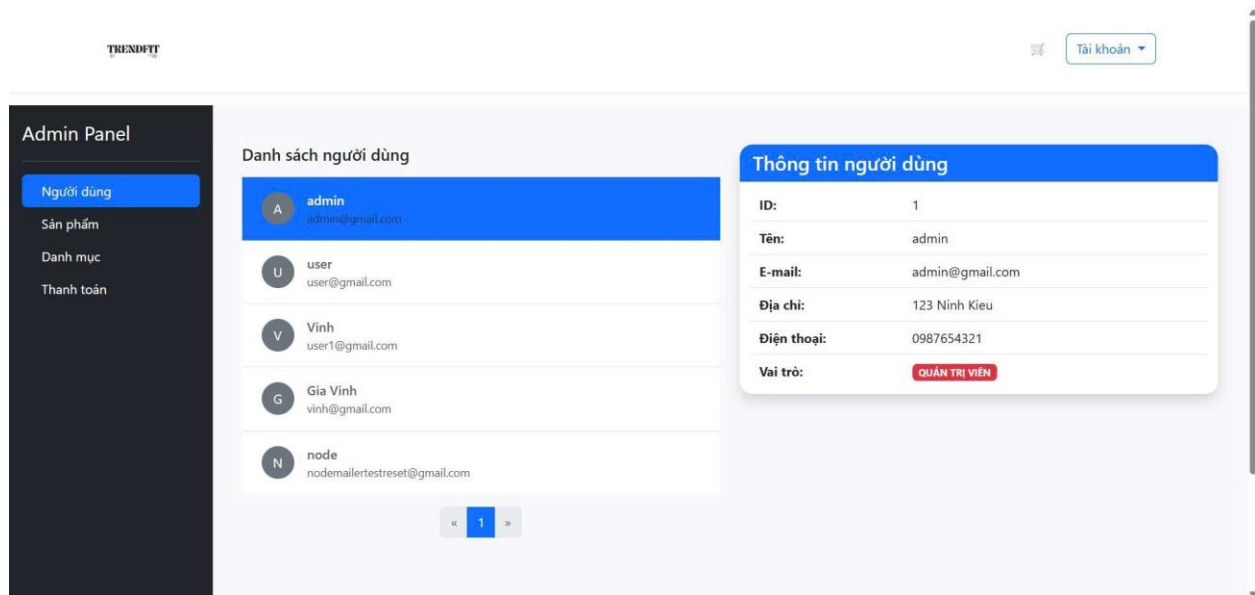 TRENDFIT
Tài khoản
Admin Panel
Người dùng
Sản phẩm
Danh mục
Thanh toán
Danh sách người dùng
A
admin
admin@gmail.com
U
user
user@gmail.com
V
Vinh
user1@gmail.com
G
Gia Vinh
vinh@gmail.com
N
node
nodemailertestreset@gmail.com
« 1 »
Thông tin người dùng
ID: 1
Tên: admin
E-mail: admin@gmail.com
Địa chỉ: 123 Ninh Kieu
Điện thoại: 0987654321
Vai trò: QUẢN TRỊ VIÊN